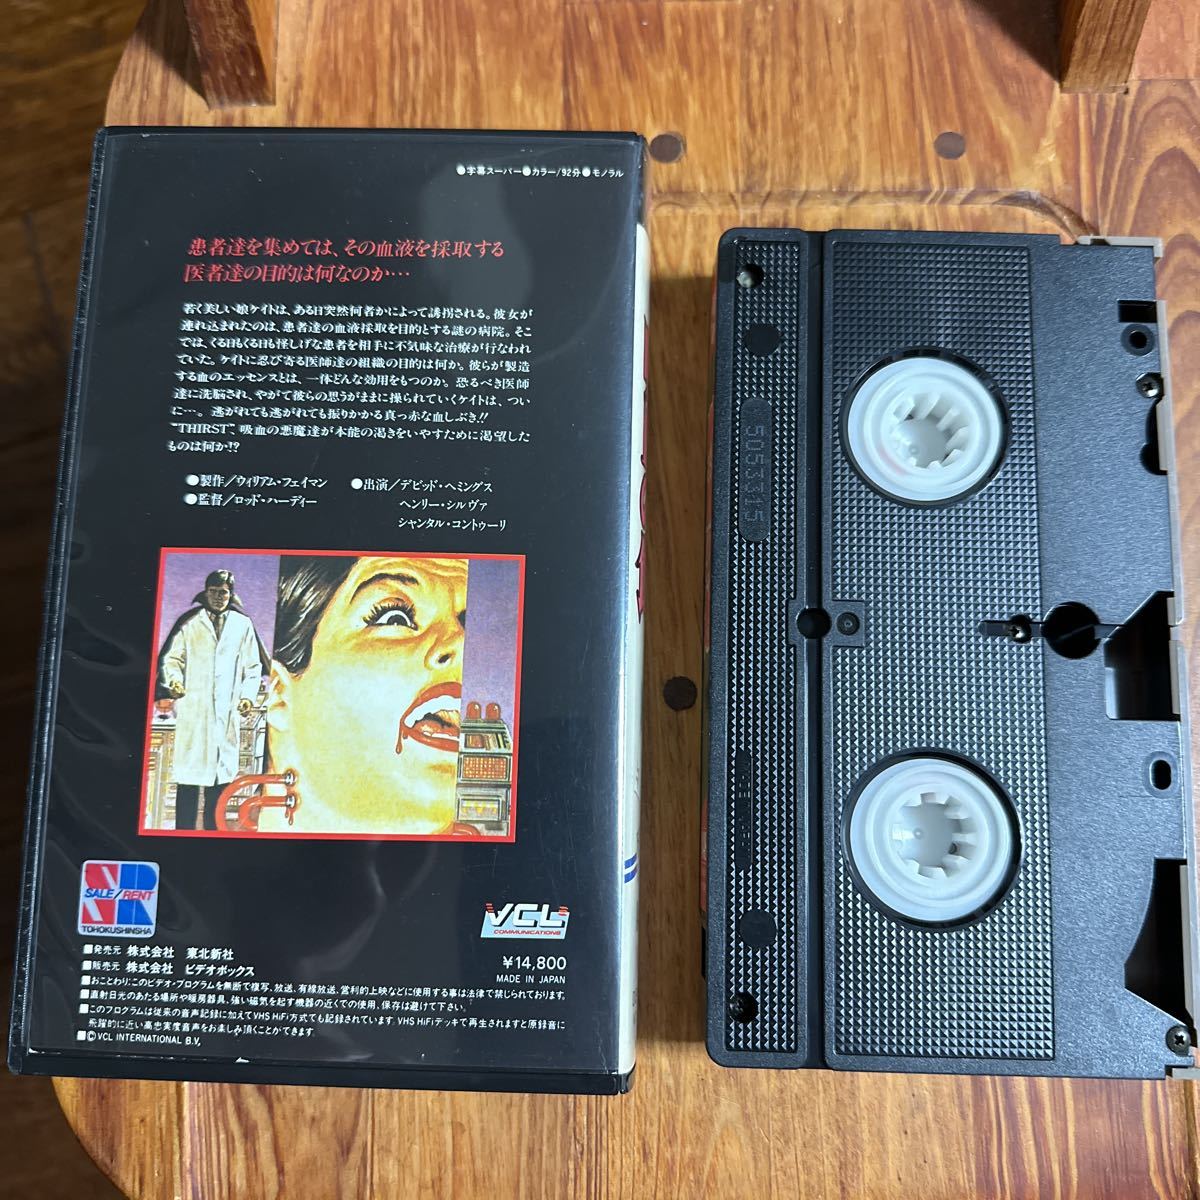 ●字幕スーパー●カラー/92分●モノラル
患者達を集めては、その血液を採取する
医者達の目的は何なのか…
若く美しい娘ケイトは、ある日突然何者かによって誘拐される。彼女が
連れ込まれたのは、患者達の血液採取を目的とする謎の病院。そこ
では、くる日もくる日も怪しげな患者を相手に不気味な治療が行なわれ
ていた。ケイトに忍び寄る医師達の組織の目的は何か。彼らが製造
する血のエッセンスとは、一体どんな効用をもつのか。恐るべき医師
達に洗脳され、やがて彼らの思うがままに操られていくケイトは、つい
に…。逃がれても逃がれても振りかかる真っ赤な血しぶき!!
"THIRST"、吸血の悪魔達が本能の渇きをいやすために渇望した
ものは何か!?
●製作/ウィリアム・フェイマン
●監督/ロッド・ハーディー
●出演/デビッド・ヘミングス
ヘンリー・シルヴァ
シャンタル・コントゥーリ
SR
SALE/RENT
TOHOKUSHINSHA
VCL
COMMUNICATIONS
■発売元 株式会社 東北新社
■販売元 株式会社 ビデオボックス
¥14,800
MADE IN JAPAN
■おことわり:このビデオ・プログラムを無断で複写、放送、有線放送、営利的上映などに使用する事は法律で禁じられております。
■直射日光のあたる場所や暖房器具、強い磁気を起す機器の近くでの使用、保存は避けて下さい。
■このプログラムは従来の音声記録に加えてVHS HiFi方式でも記録されています。VHS HiFiデッキで再生されますと原録音に
飛躍的に近い高忠実度音声をお楽しみ頂くことができます。
■©VCL INTERNATIONAL B.V.
5053315